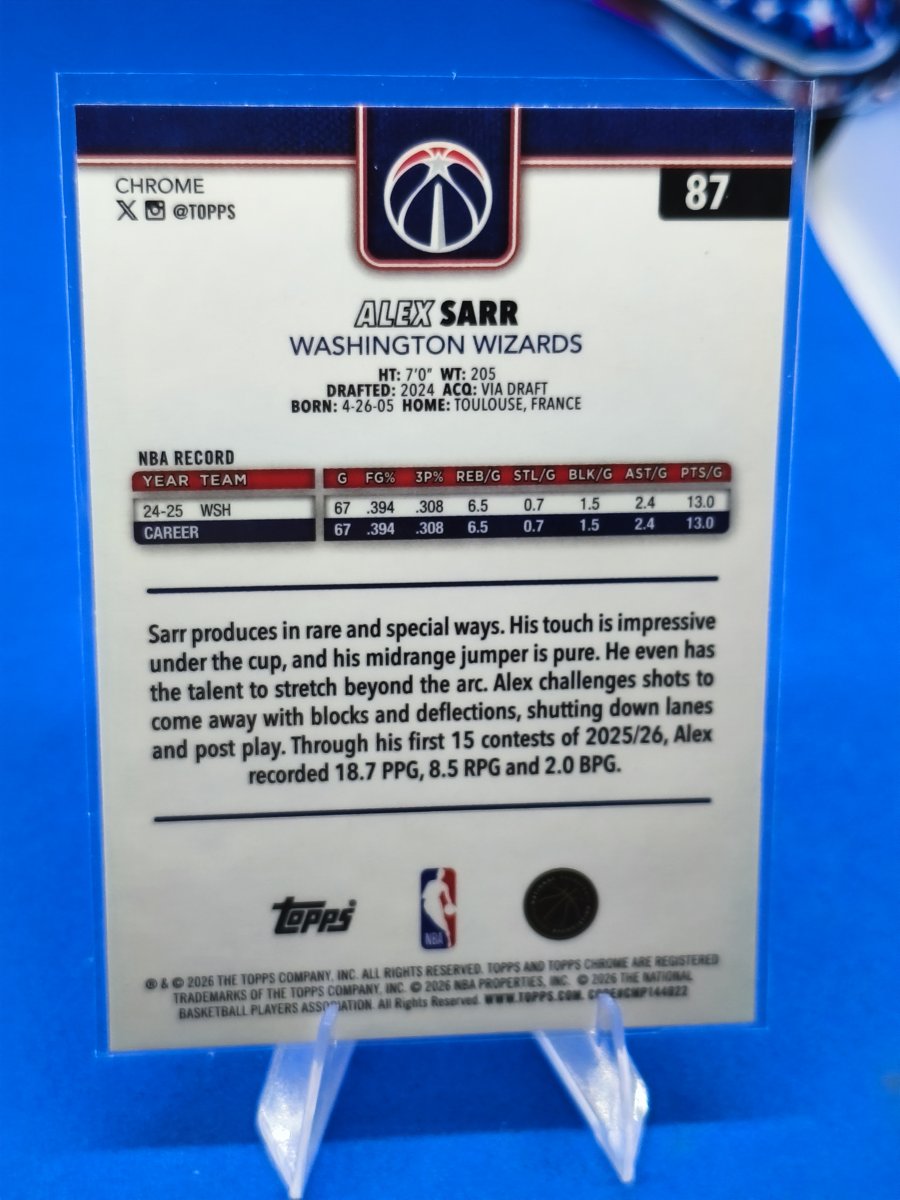 CHROME
87
X @TOPPS
ALEX SARR
WASHINGTON WIZARDS
HT: 7'0" WT: 205
DRAFTED: 2024 ACQ: VIA DRAFT
BORN: 4-26-05 HOME: TOULOUSE, FRANCE
NBA RECORD
YEAR TEAM G FG% 3P% REB/G STL/G BLK/G AST/G PTS/G
24-25 WSH 67 .394 .308 6.5 0.7 1.5 2.4 13.0
CAREER 67 .394 .308 6.5 0.7 1.5 2.4 13.0
Sarr produces in rare and special ways. His touch is impressive
under the cup, and his midrange jumper is pure. He even has
the talent to stretch beyond the arc. Alex challenges shots to
come away with blocks and deflections, shutting down lanes
and post play. Through his first 15 contests of 2025/26, Alex
recorded 18.7 PPG, 8.5 RPG and 2.0 BPG.
topps
NBA
® & © 2026 THE TOPPS COMPANY, INC. ALL RIGHTS RESERVED. TOPPS AND TOPPS CHROME ARE REGISTERED
TRADEMARKS OF THE TOPPS COMPANY, INC. © 2026 NBA PROPERTIES, INC. © 2026 THE NATIONAL
BASKETBALL PLAYERS ASSOCIATION. All Rights Reserved. WWW.TOPPS.COM. CODE#CMP144022